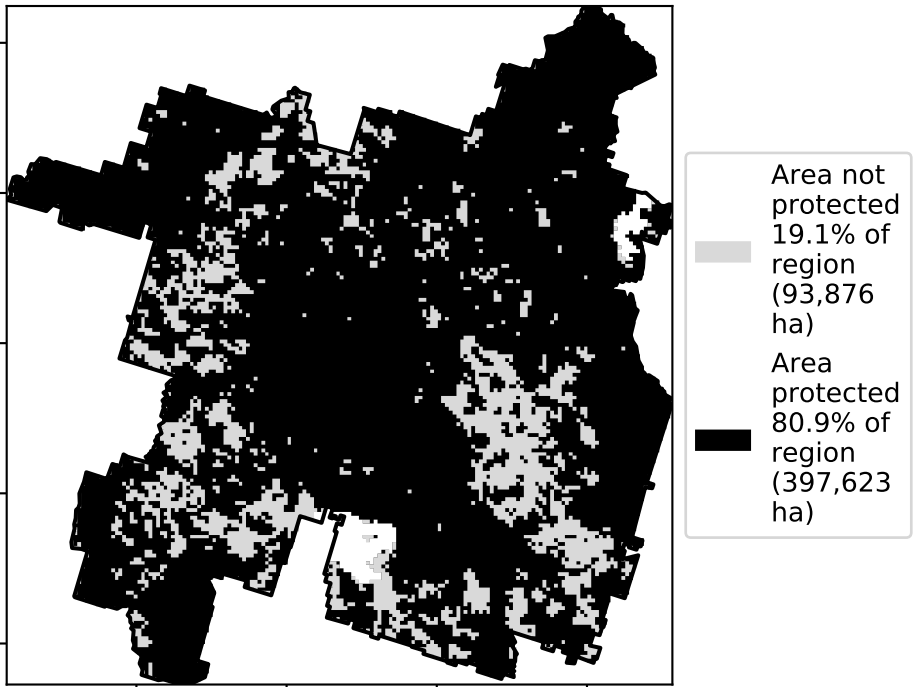 Area not
protected
19.1% of
region
(93,876
ha)
Area
protected
80.9% of
region
(397,623
ha)